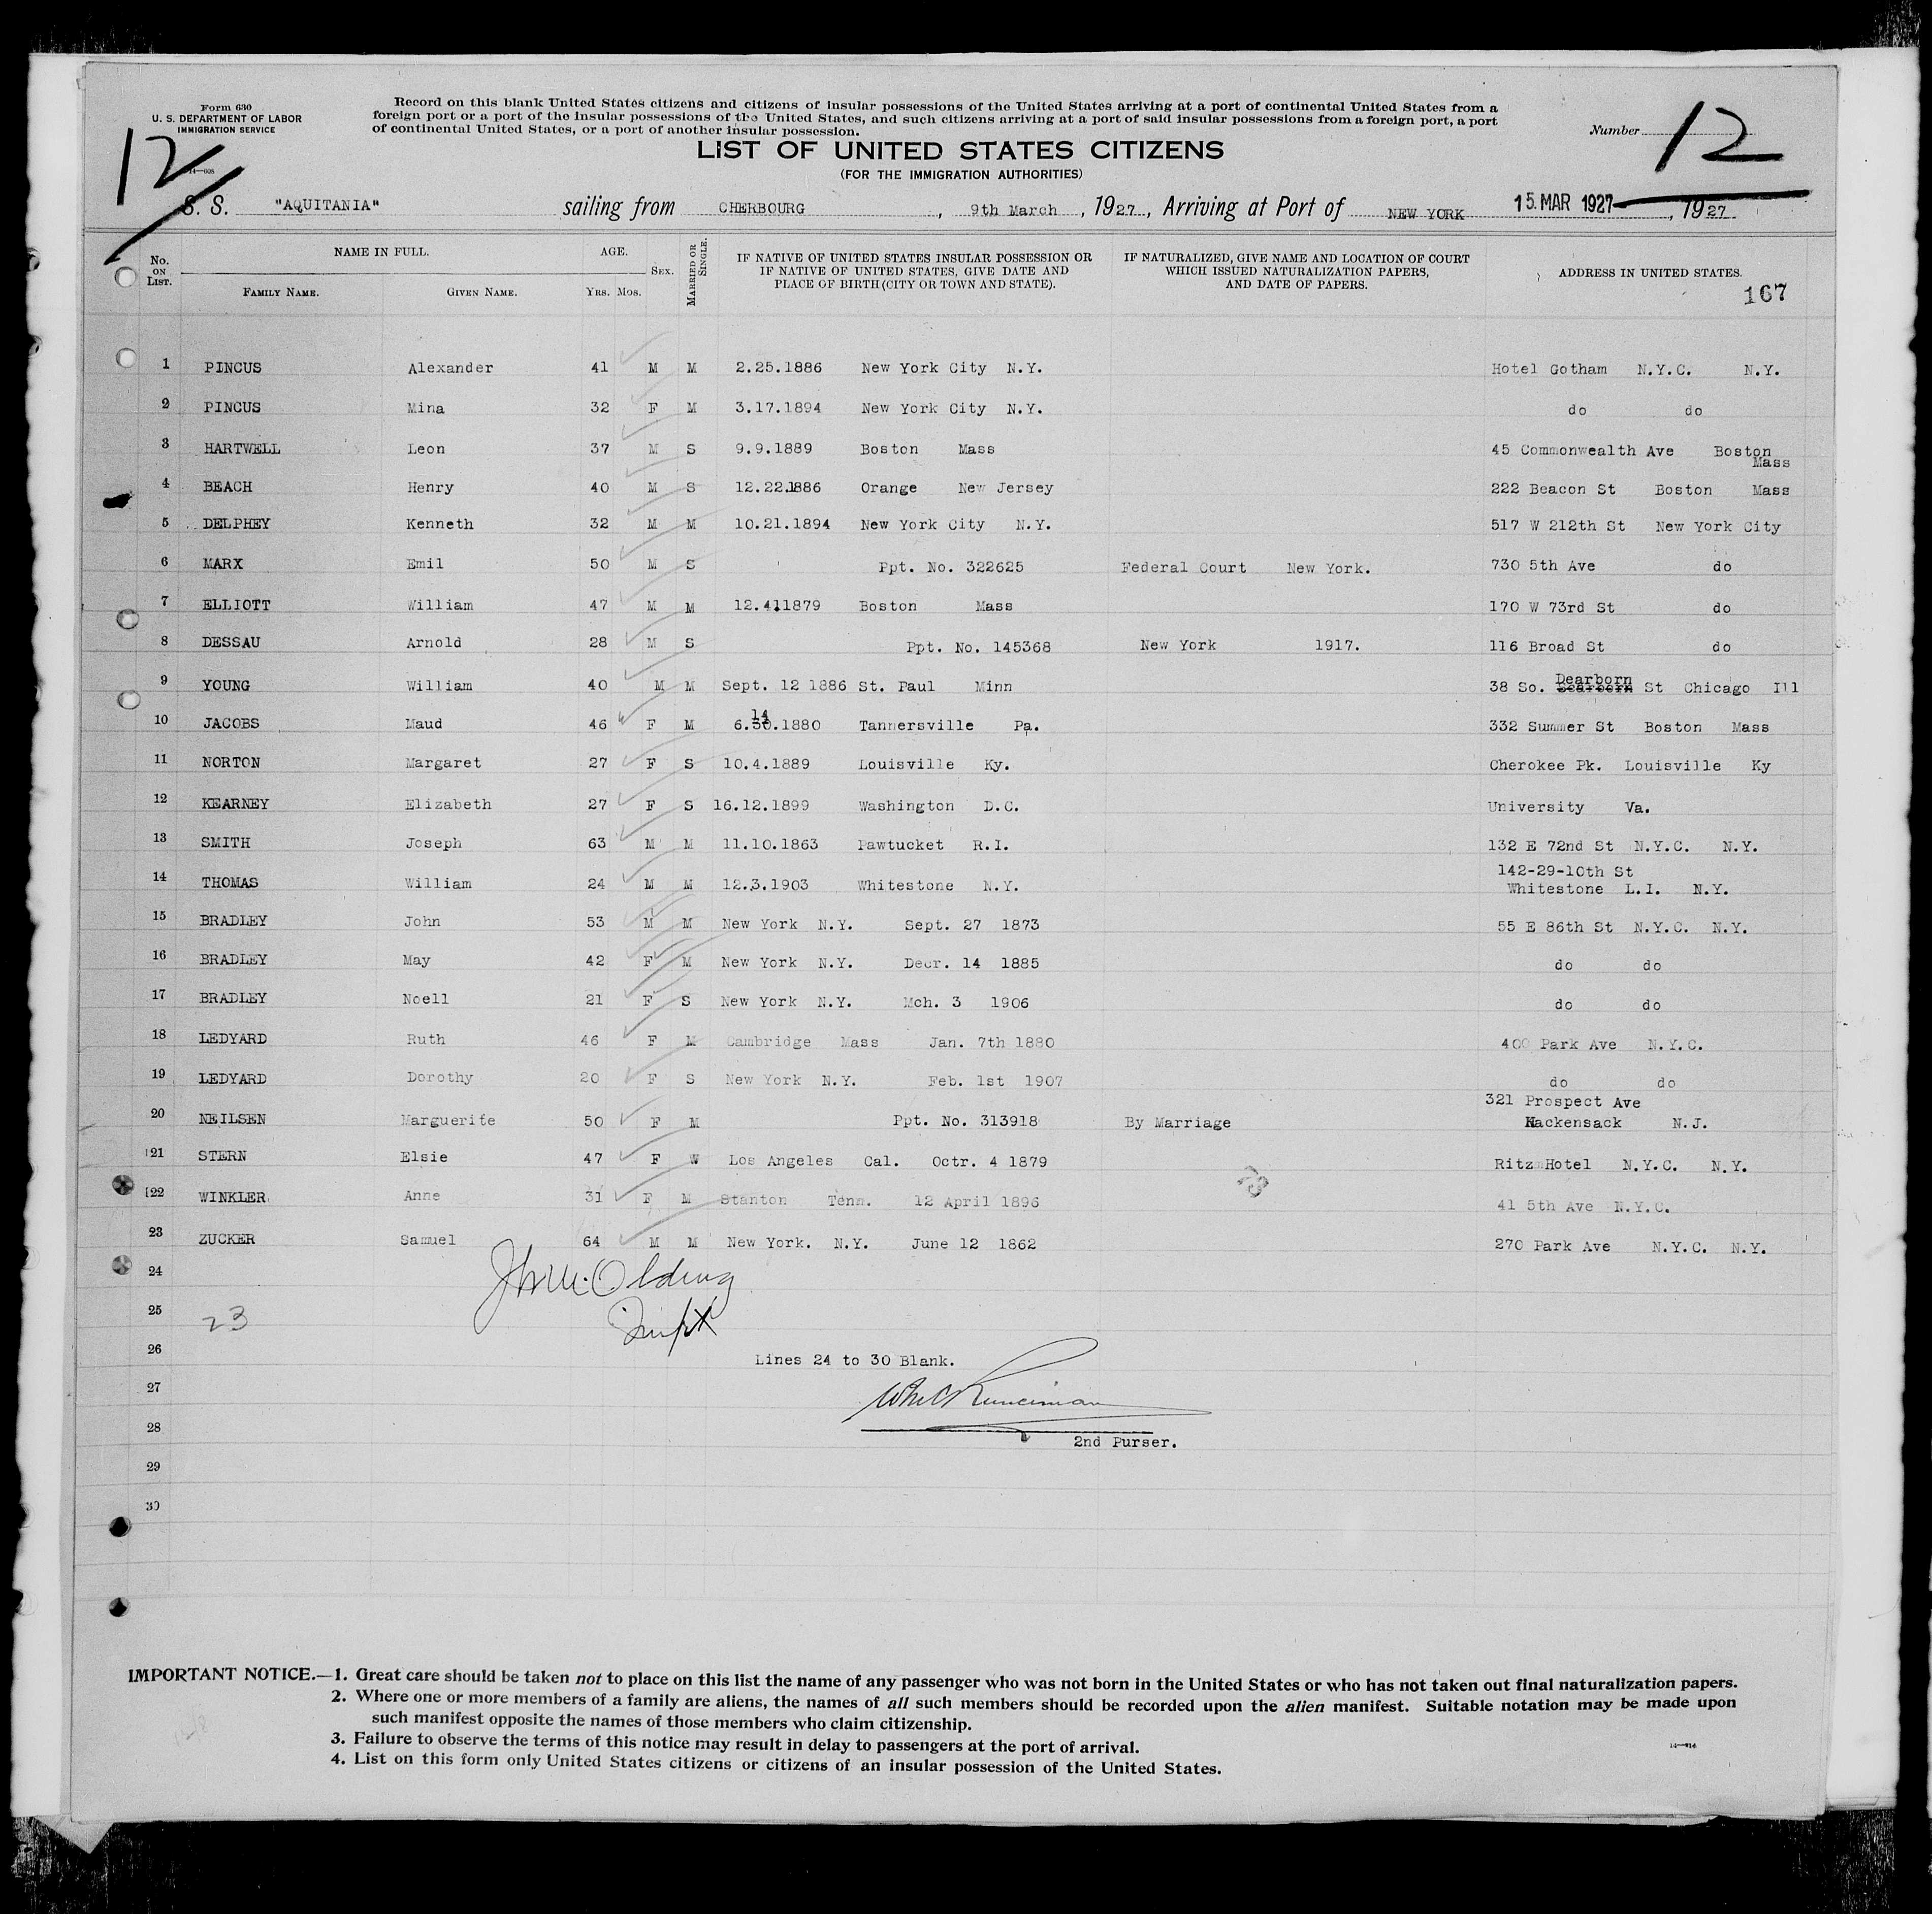 Form 630
U. S. DEPARTMENT OF LABOR
IMMIGRATION SERVICE
14—608
12
Record on this blank United States citizens and citizens of insular possessions of the United States arriving at a port of continental United States from a
foreign port or a port of the insular possessions of the United States, and such citizens arriving at a port of said insular possessions from a foreign port, a port
of continental United States, or a port of another insular possession.
Number 12
LIST OF UNITED STATES CITIZENS
(FOR THE IMMIGRATION AUTHORITIES)
S. S. "AQUITANIA" sailing from CHERBOURG, 9th March, 1927, Arriving at Port of NEW YORK 15 MAR 1927, 1927
No. ON LIST. NAME IN FULL. FAMILY NAME. GIVEN NAME. AGE. YRS. MOS. SEX. MARRIED OR SINGLE. IF NATIVE OF UNITED STATES INSULAR POSSESSION OR IF NATIVE OF UNITED STATES, GIVE DATE AND PLACE OF BIRTH (CITY OR TOWN AND STATE). IF NATURALIZED, GIVE NAME AND LOCATION OF COURT WHICH ISSUED NATURALIZATION PAPERS, AND DATE OF PAPERS. ADDRESS IN UNITED STATES.
167
1 PINCUS Alexander 41 M M 2.25.1886 New York City N.Y. Hotel Gotham N.Y.C. N.Y.
2 PINCUS Mina 32 F M 3.17.1894 New York City N.Y. do do
3 HARTWELL Leon 37 M S 9.9.1889 Boston Mass 45 Commonwealth Ave Boston Mass
4 BEACH Henry 40 M S 12.22.1886 Orange New Jersey 222 Beacon St Boston Mass
5 DELPHEY Kenneth 32 M M 10.21.1894 New York City N.Y. 517 W 212th St New York City
6 MARX Emil 50 M S Ppt. No. 322625 Federal Court New York. 730 5th Ave do
7 ELLIOTT William 47 M M 12.4.1879 Boston Mass 170 W 73rd St do
8 DESSAU Arnold 28 M S Ppt. No. 145368 New York 1917. 116 Broad St do
9 YOUNG William 40 M M Sept. 12 1886 St. Paul Minn 38 So. Dearborn St Chicago Ill
10 JACOBS Maud 46 F M 6.14.1880 Tannersville Pa. 332 Summer St Boston Mass
11 NORTON Margaret 27 F S 10.4.1889 Louisville Ky. Cherokee Pk. Louisville Ky
12 KEARNEY Elizabeth 27 F S 16.12.1899 Washington D.C. University Va.
13 SMITH Joseph 63 M M 11.10.1863 Pawtucket R.I. 132 E 72nd St N.Y.C. N.Y.
14 THOMAS William 24 M M 12.3.1903 Whitestone N.Y. 142-29-10th St Whitestone L.I. N.Y.
15 BRADLEY John 53 M M New York N.Y. Sept. 27 1873 55 E 86th St N.Y.C. N.Y.
16 BRADLEY May 42 F M New York N.Y. Decr. 14 1885 do do
17 BRADLEY Noell 21 F S New York N.Y. Mch. 3 1906 do do
18 LEDYARD Ruth 46 F M Cambridge Mass Jan. 7th 1880 400 Park Ave N.Y.C.
19 LEDYARD Dorothy 20 F S New York N.Y. Feb. 1st 1907 do do
20 NEILSEN Marguerite 50 F M Ppt. No. 313918 By Marriage 321 Prospect Ave Hackensack N.J.
21 STERN Elsie 47 F W Los Angeles Cal. Octr. 4 1879 Ritz Hotel N.Y.C. N.Y.
22 WINKLER Anne 31 F M Stanton Tenn. 12 April 1896 41 5th Ave N.Y.C.
23 ZUCKER Samuel 64 M M New York. N.Y. June 12 1862 270 Park Ave N.Y.C. N.Y.
24
25
23
26
Lines 24 to 30 Blank.
27
28
2nd Purser.
29
30
IMPORTANT NOTICE.—1. Great care should be taken not to place on this list the name of any passenger who was not born in the United States or who has not taken out final naturalization papers.
2. Where one or more members of a family are aliens, the names of all such members should be recorded upon the alien manifest. Suitable notation may be made upon
such manifest opposite the names of those members who claim citizenship.
3. Failure to observe the terms of this notice may result in delay to passengers at the port of arrival.
4. List on this form only United States citizens or citizens of an insular possession of the United States.